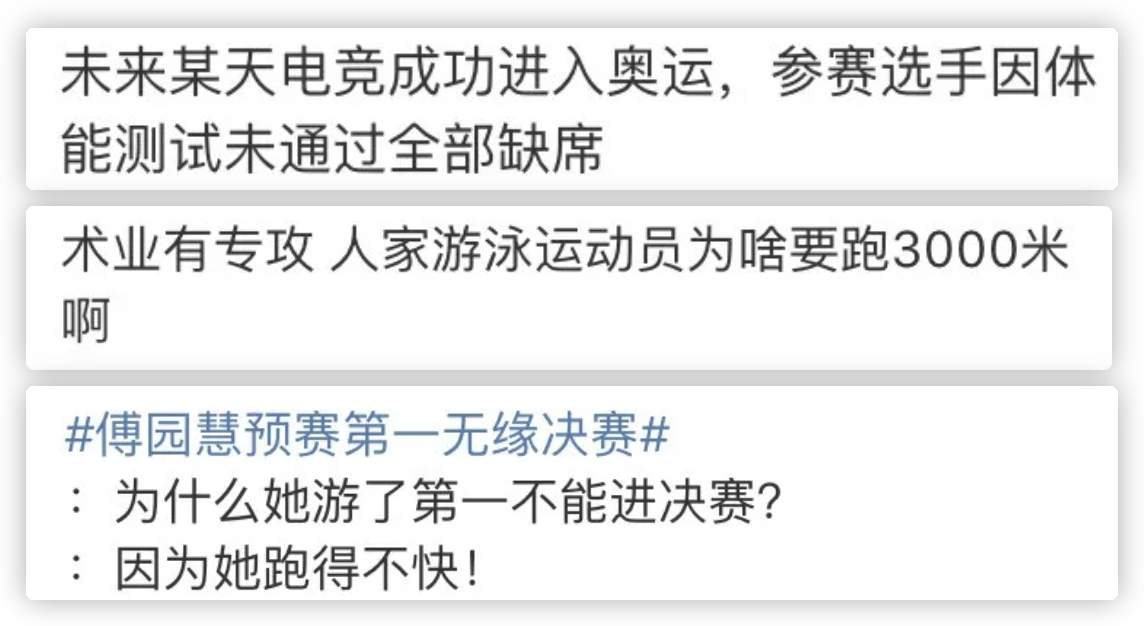 未来某天电竞成功进入奥运，参赛选手因体
能测试未通过全部缺席
术业有专攻 人家游泳运动员为啥要跑3000米
啊
#傅园慧预赛第一无缘决赛#
：为什么她游了第一不能进决赛？
：因为她跑得不快！